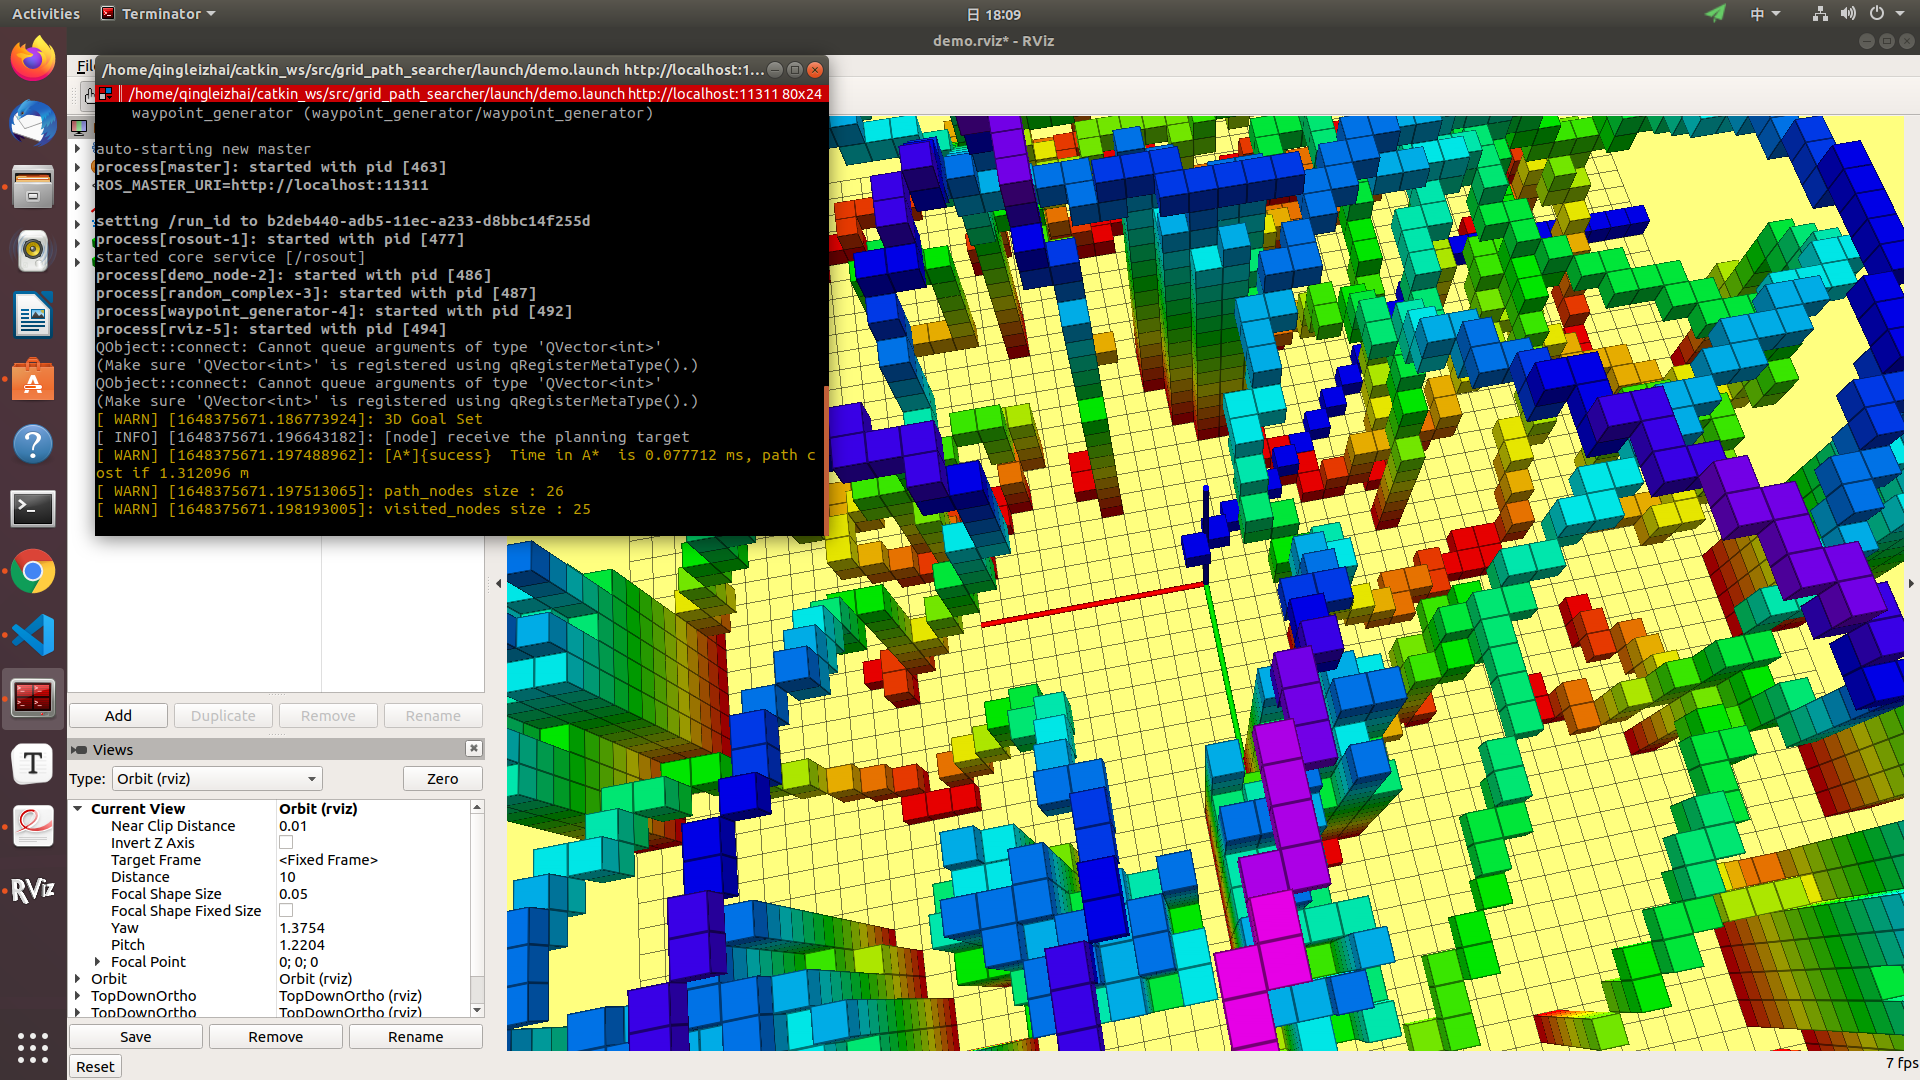 Activities
Terminator
日 18:09
中
demo.rviz* - RViz
File
/home/qingleizhai/catkin_ws/src/grid_path_searcher/launch/demo.launch http://localhost:1...
/home/qingleizhai/catkin_ws/src/grid_path_searcher/launch/demo.launch http://localhost:11311 80x24
waypoint_generator (waypoint_generator/waypoint_generator)
auto-starting new master
process[master]: started with pid [463]
ROS_MASTER_URI=http://localhost:11311
setting /run_id to b2deb440-adb5-11ec-a233-d8bbc14f255d
process[rosout-1]: started with pid [477]
started core service [/rosout]
process[demo_node-2]: started with pid [486]
process[random_complex-3]: started with pid [487]
process[waypoint_generator-4]: started with pid [492]
process[rviz-5]: started with pid [494]
QObject::connect: Cannot queue arguments of type 'QVector<int>'
(Make sure 'QVector<int>' is registered using qRegisterMetaType().)
QObject::connect: Cannot queue arguments of type 'QVector<int>'
(Make sure 'QVector<int>' is registered using qRegisterMetaType().)
[ WARN] [1648375671.186773924]: 3D Goal Set
[ INFO] [1648375671.196643182]: [node] receive the planning target
[ WARN] [1648375671.197488962]: [A*]{sucess}  Time in A*  is 0.077712 ms, path c
ost if 1.312096 m
[ WARN] [1648375671.197513065]: path_nodes size : 26
[ WARN] [1648375671.198193005]: visited_nodes size : 25
Add
Duplicate
Remove
Rename
Views
Type: Orbit (rviz)
Zero
Current View Orbit (rviz)
Near Clip Distance 0.01
Invert Z Axis
Target Frame <Fixed Frame>
Distance 10
Focal Shape Size 0.05
Focal Shape Fixed Size
Yaw 1.3754
Pitch 1.2204
Focal Point 0; 0; 0
Orbit Orbit (rviz)
TopDownOrtho TopDownOrtho (rviz)
TopDownOrtho TopDownOrtho (rviz)
Save
Remove
Rename
Reset
7 fps
T
RViz